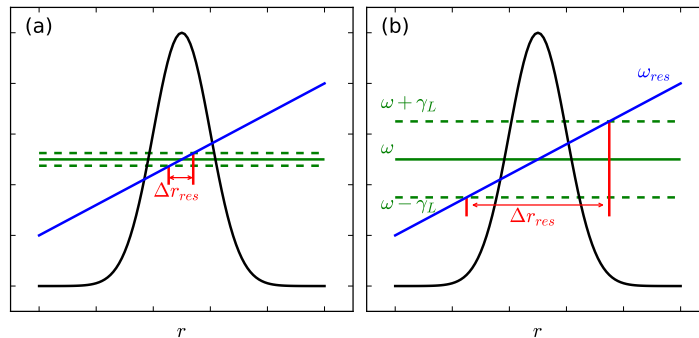 (a)
Δr_res
r
(b)
ω_res
ω + γ_L
ω
ω − γ_L
Δr_res
r